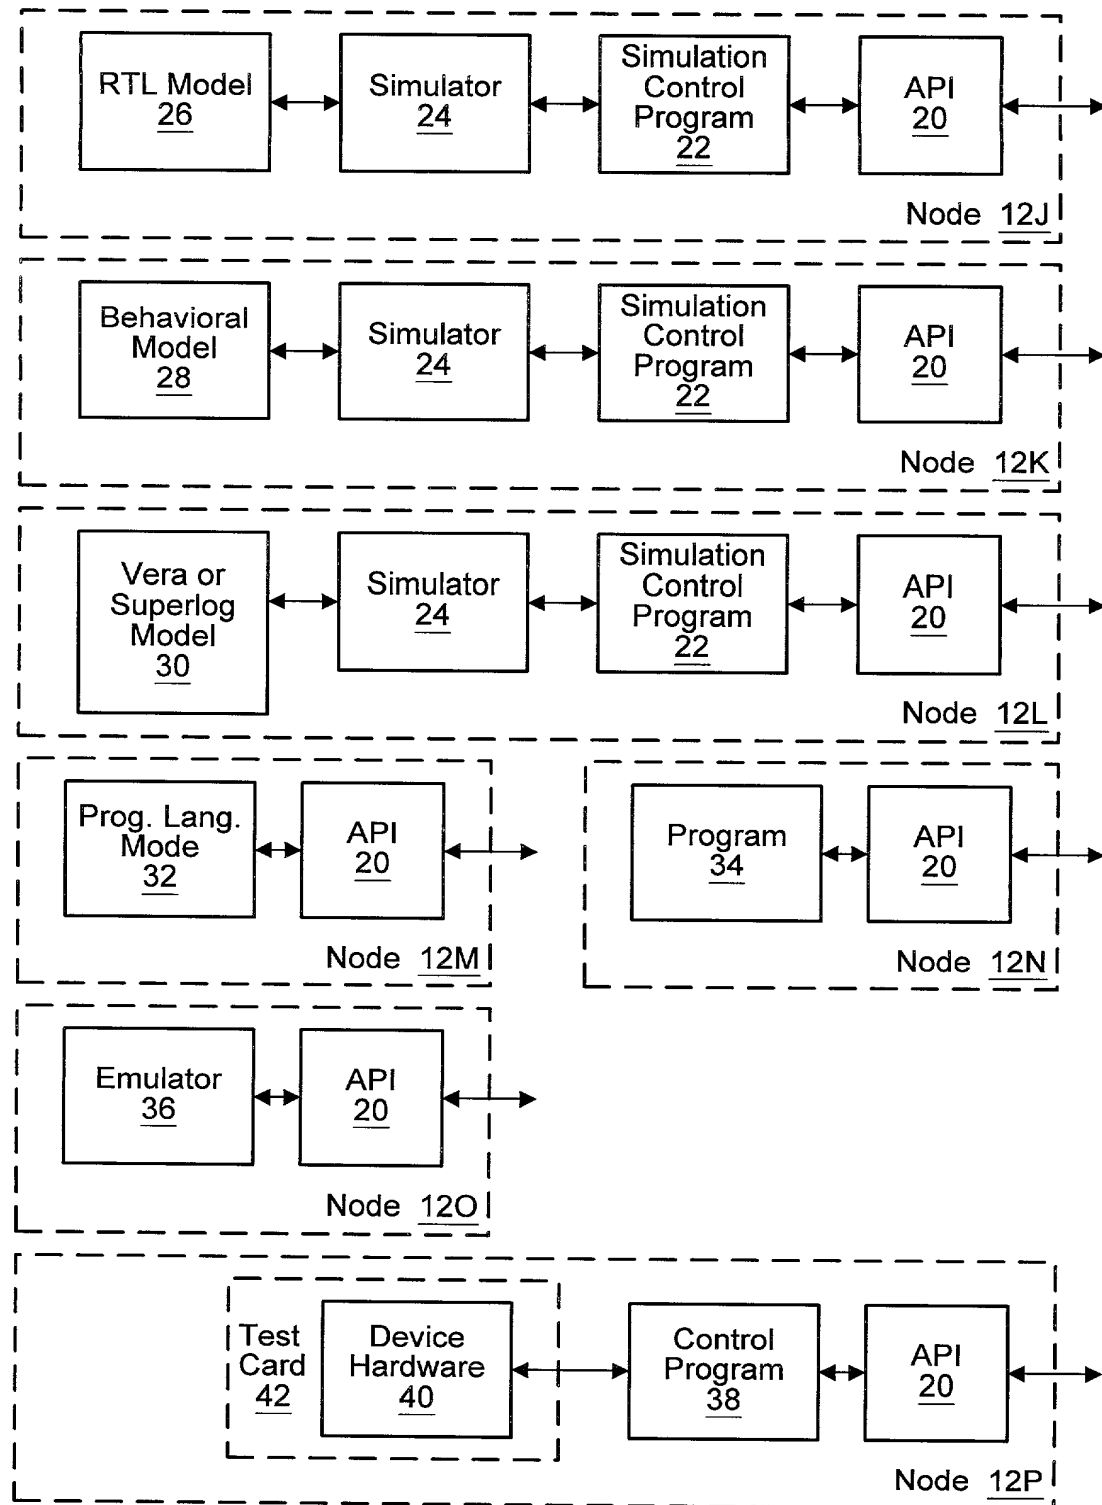 RTL Model
26
Simulator
24
Simulation
Control
Program
22
API
20
Node 12J
Behavioral
Model
28
Simulator
24
Simulation
Control
Program
22
API
20
Node 12K
Vera or
Superlog
Model
30
Simulator
24
Simulation
Control
Program
22
API
20
Node 12L
Prog. Lang.
Mode
32
API
20
Node 12M
Program
34
API
20
Node 12N
Emulator
36
API
20
Node 12O
Test
Card
42
Device
Hardware
40
Control
Program
38
API
20
Node 12P